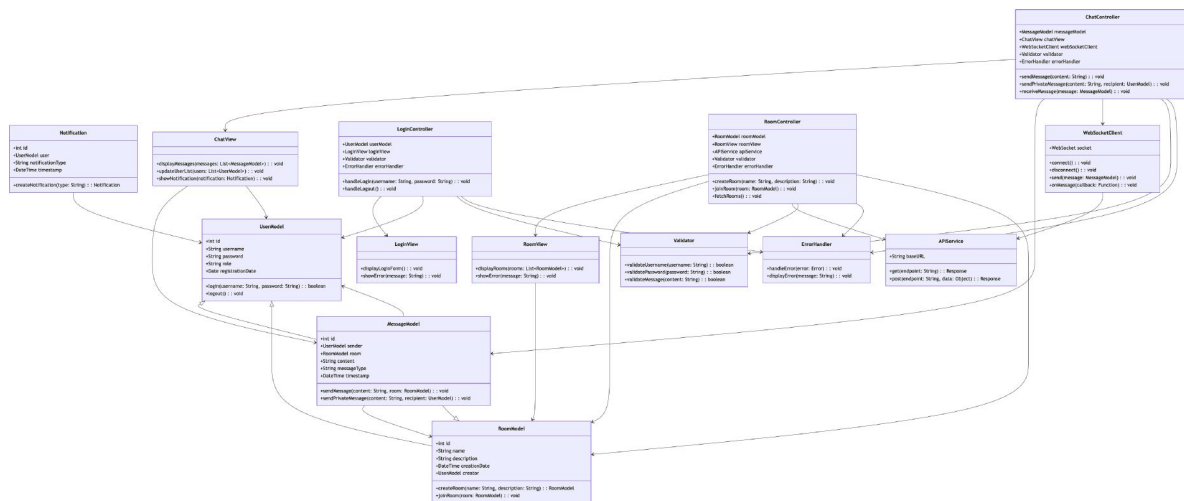 ChatController
+MessageModel messageModel
+ChatView chatView
+WebSocketClient webSocketClient
+Validator validator
+ErrorHandler errorHandler
+sendMessage(content: String) : : void
+sendPrivateMessage(content: String, recipient: UserModel) : : void
+receiveMessage(message: MessageModel) : : void
Notification
+int id
+UserModel user
+String notificationType
+DateTime timestamp
+createNotification(type: String) : : Notification
ChatView
+displayMessage(messages: List<MessageModel>) : : void
+updateUserList(users: List<UserModel>) : : void
+showNotification(notification: Notification) : : void
LoginController
+UserModel userModel
+LoginView loginView
+Validator validator
+ErrorHandler errorHandler
+handleLogin(username: String, password: String) : : void
+handleLogout() : : void
RoomController
+RoomModel roomModel
+RoomView roomView
+APIService apiService
+Validator validator
+ErrorHandler errorHandler
+createRoom(name: String, description: String) : : void
+joinRoom(room: RoomModel) : : void
+fetchRooms() : : void
WebSocketClient
+WebSocket socket
+connect() : : void
+disconnect() : : void
+send(message: MessageModel) : : void
+onMessage(callback: Function) : : void
UserModel
+int id
+String username
+String password
+String role
+Date registrationDate
+login(username: String, password: String) : : boolean
+logout() : : void
LoginView
+displayLoginForm() : : void
+showError(message: String) : : void
RoomView
+displayRooms(rooms: List<RoomModel>) : : void
+showError(message: String) : : void
Validator
+validateUsername(username: String) : : boolean
+validatePassword(password: String) : : boolean
+validateMessage(content: String) : : boolean
ErrorHandler
+handleError(error: Error) : : void
+displayError(message: String) : : void
APIService
+String baseURL
+get(endpoint: String) : : Response
+post(endpoint: String, data: Object) : : Response
MessageModel
+int id
+UserModel sender
+RoomModel room
+String content
+String messageType
+DateTime timestamp
+sendMessage(content: String, room: RoomModel) : : void
+sendPrivateMessage(content: String, recipient: UserModel) : : void
RoomModel
+int id
+String name
+String description
+DateTime creationDate
+UserModel creator
+createRoom(name: String, description: String) : : RoomModel
+joinRoom(room: RoomModel) : : void